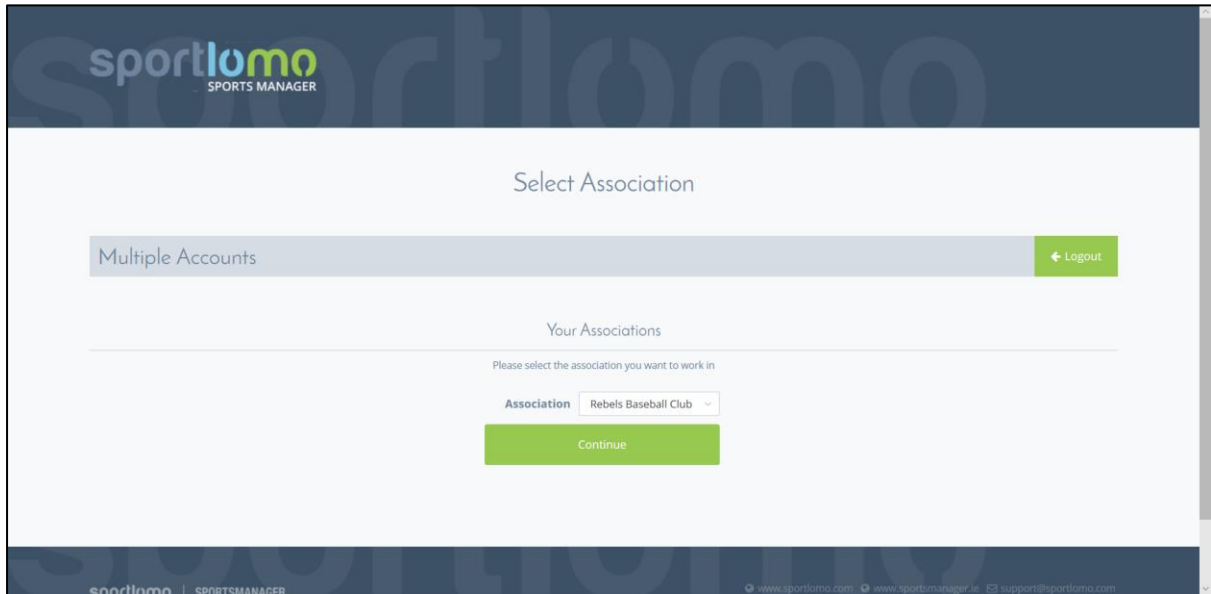 sportlomo
SPORTS MANAGER
Select Association
Multiple Accounts
Logout
Your Associations
Please select the association you want to work in
Association Rebels Baseball Club
Continue
sportlomo | SPORTSMANAGER
www.sportlomo.com www.sportsmanager.ie support@sportlomo.com